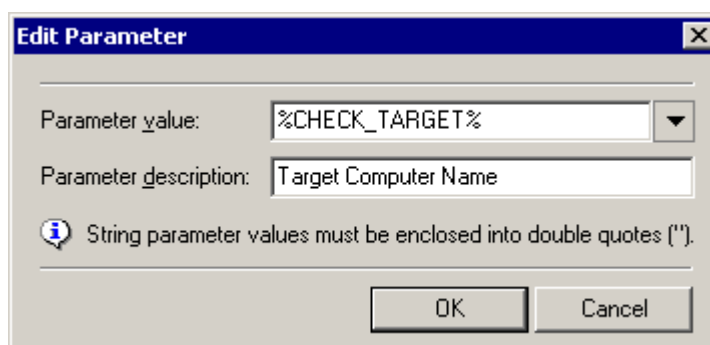 Edit Parameter
Parameter value: %CHECK_TARGET%
Parameter description: Target Computer Name
String parameter values must be enclosed into double quotes (").
OK Cancel